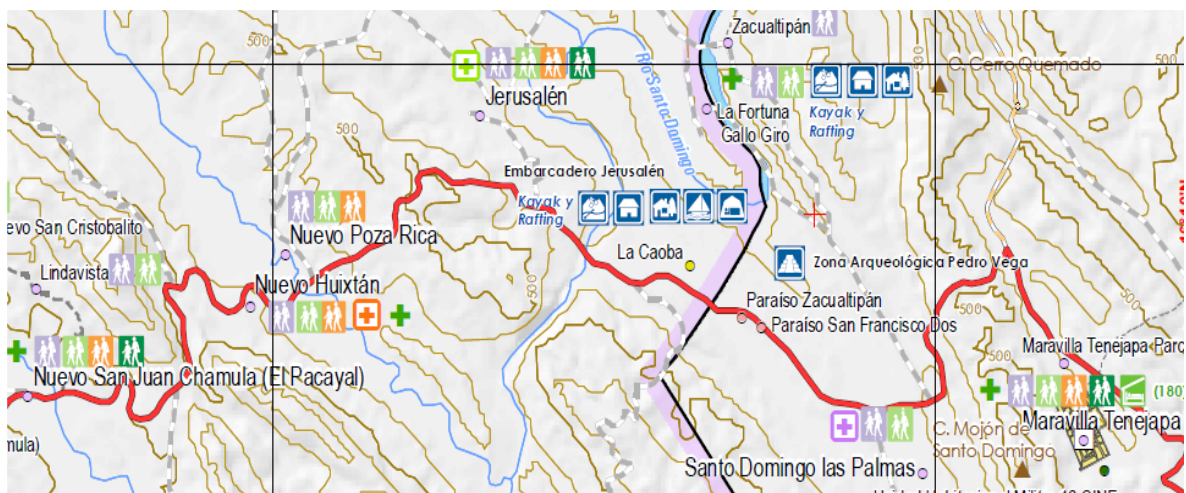 Zacualtipán
500
500
500
C. Cerro Quemado
Jerusalén
Río Santo Domingo
La Fortuna
Gallo Giro
Kayak y
Rafting
500
Embarcadero Jerusalén
Kayak y
Rafting
evo San Cristobalito
Nuevo Poza Rica
Lindavista
La Caoba
Zona Arqueológica Pedro Vega
Nuevo Huixtán
500
Paraíso Zacualtipán
500
Paraíso San Francisco Dos
500
Maravilla Tenejapa Parc
Nuevo San Juan Chamula (El Pacayal)
(180)
Maravilla Tenejapa
mula)
C. Mojón de
Santo Domingo
Santo Domingo las Palmas